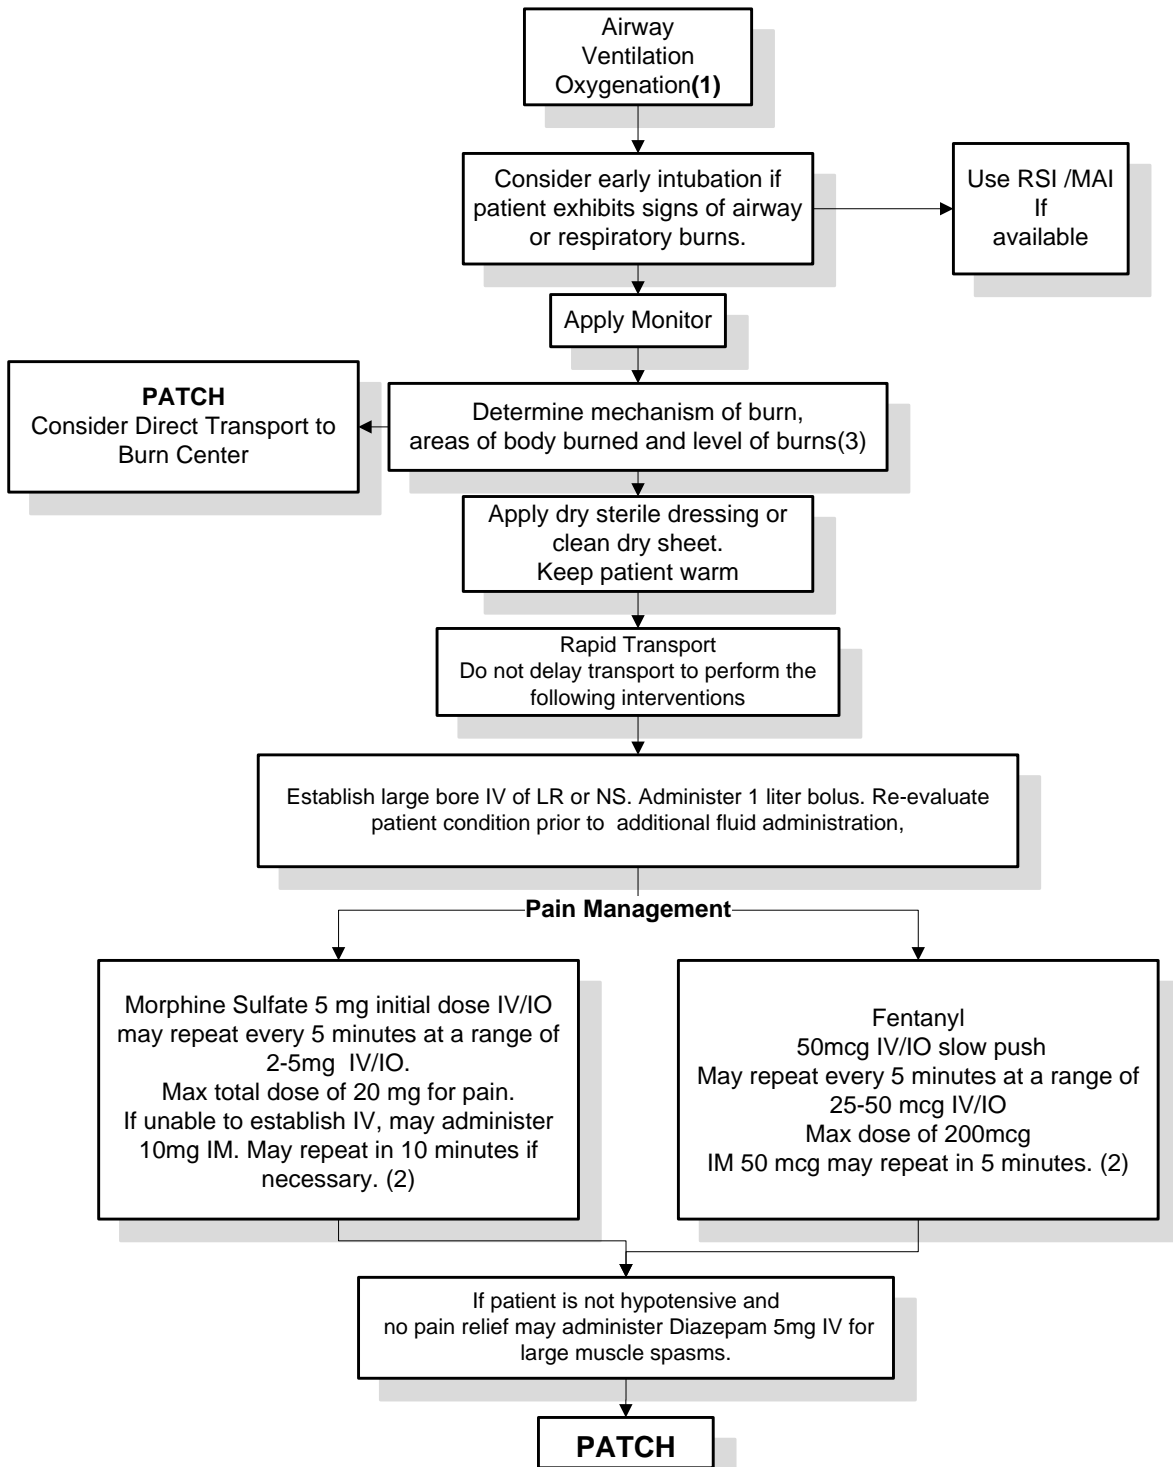 Airway
Ventilation
Oxygenation(1)
Consider early intubation if
patient exhibits signs of airway
or respiratory burns.
Use RSI /MAI
If
available
Apply Monitor
PATCH
Consider Direct Transport to
Burn Center
Determine mechanism of burn,
areas of body burned and level of burns(3)
Apply dry sterile dressing or
clean dry sheet.
Keep patient warm
Rapid Transport
Do not delay transport to perform the
following interventions
Establish large bore IV of LR or NS. Administer 1 liter bolus. Re-evaluate
patient condition prior to additional fluid administration,
Pain Management
Morphine Sulfate 5 mg initial dose IV/IO
may repeat every 5 minutes at a range of
2-5mg IV/IO.
Max total dose of 20 mg for pain.
If unable to establish IV, may administer
10mg IM. May repeat in 10 minutes if
necessary. (2)
Fentanyl
50mcg IV/IO slow push
May repeat every 5 minutes at a range of
25-50 mcg IV/IO
Max dose of 200mcg
IM 50 mcg may repeat in 5 minutes. (2)
If patient is not hypotensive and
no pain relief may administer Diazepam 5mg IV for
large muscle spasms.
PATCH